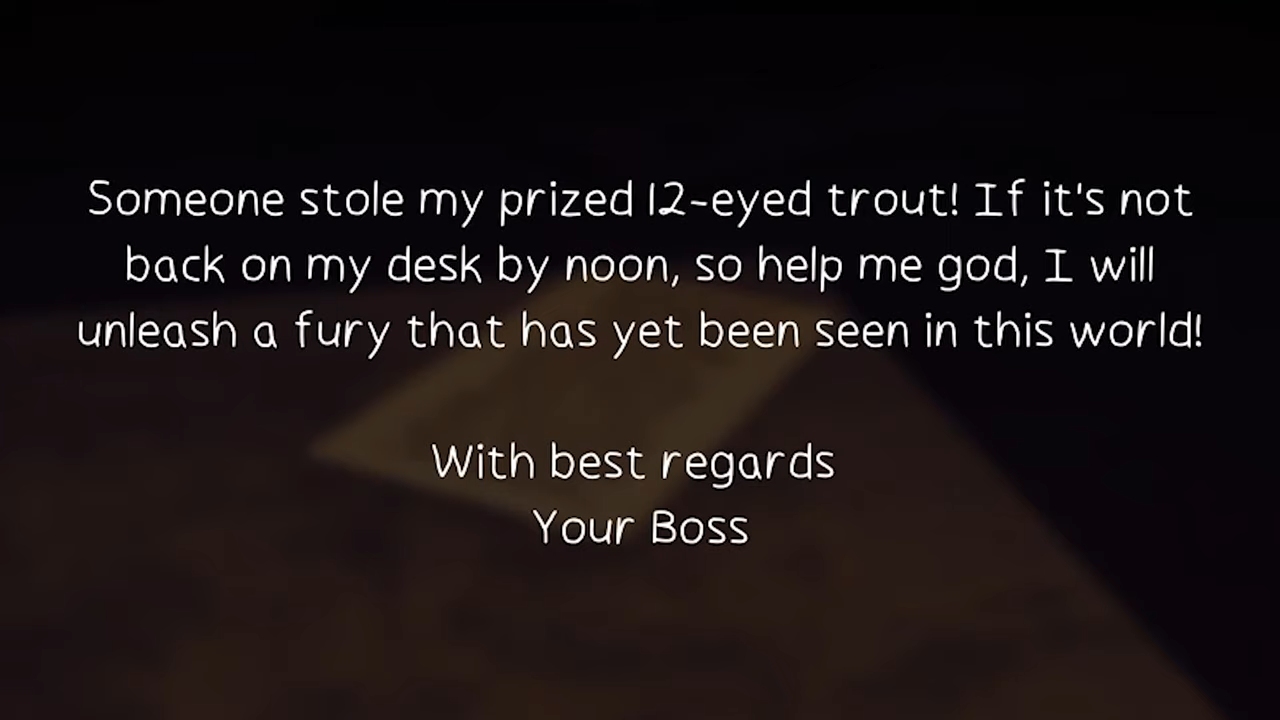 Someone stole my prized 12-eyed trout! If it's not
back on my desk by noon, so help me god, I will
unleash a fury that has yet been seen in this world!
With best regards
Your Boss